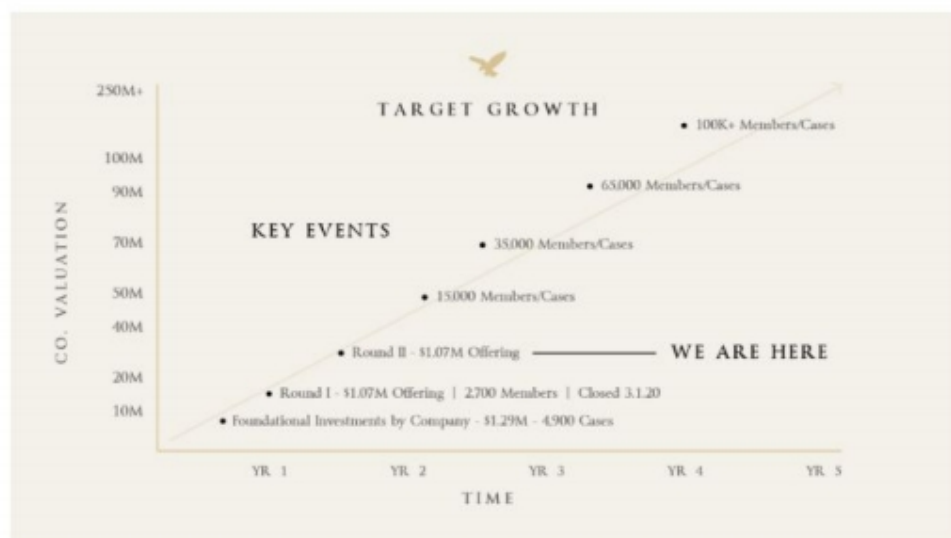 250M+
TARGET GROWTH
100K+ Members/Cases
100M
65,000 Members/Cases
90M
KEY EVENTS
70M
35,000 Members/Cases
CO. VALUATION
50M
15,000 Members/Cases
40M
Round II - $1.07M Offering
WE ARE HERE
20M
Round I - $1.07M Offering | 2,700 Members | Closed 3.1.20
10M
Foundational Investments by Company - $1.29M - 4,900 Cases
YR 1 YR 2 YR 3 YR 4 YR 5
TIME